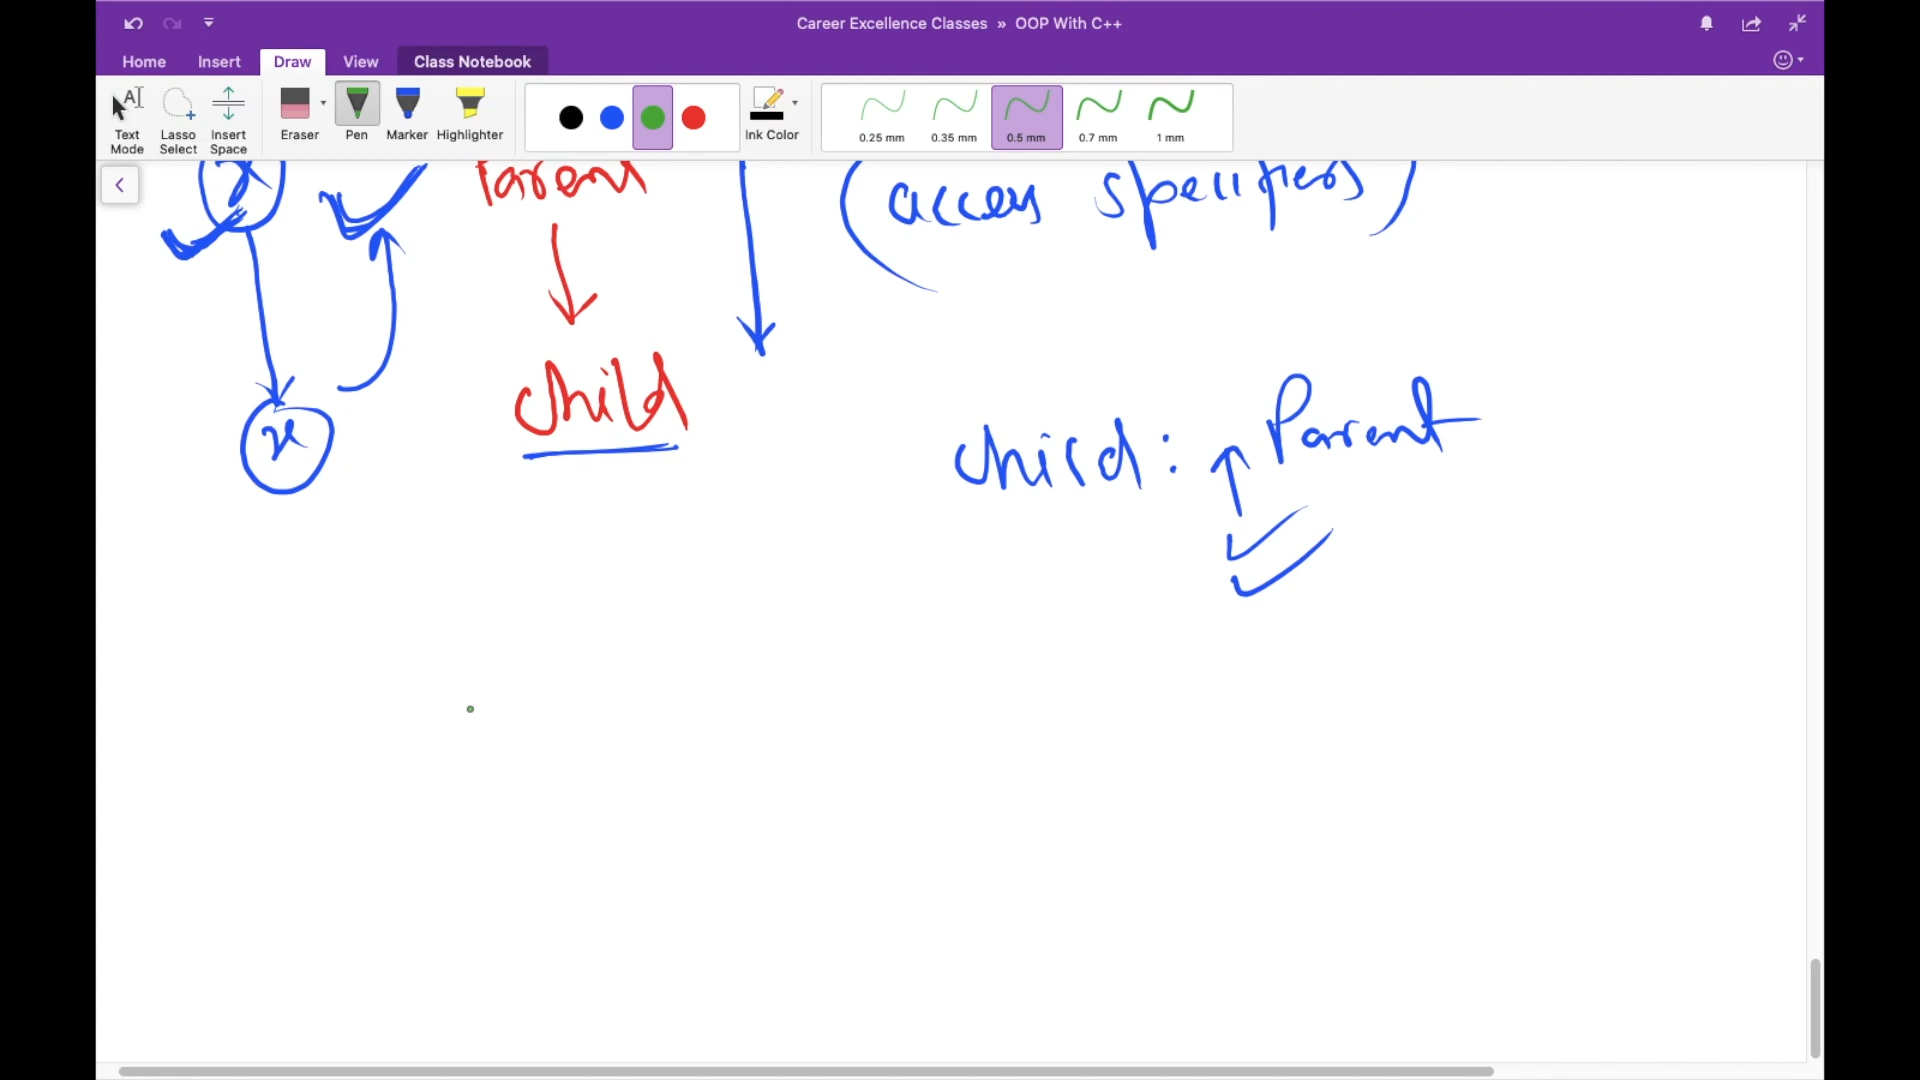 Career Excellence Classes » OOP With C++
Home Insert Draw View Class Notebook
Text Mode
Lasso Select
Insert Space
Eraser
Pen
Marker
Highlighter
Ink Color
0.25 mm
0.35 mm
0.5 mm
0.7 mm
1 mm
x
Parent
(access specifiers)
child
x
child: Parent